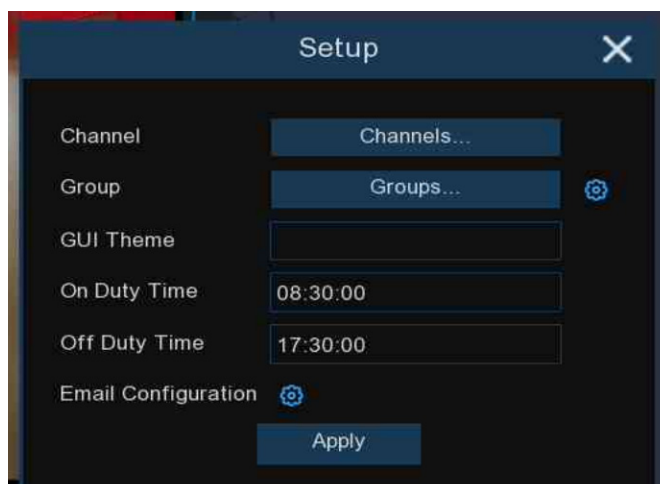 Setup
Channel Channels...
Group Groups...
GUI Theme
On Duty Time 08:30:00
Off Duty Time 17:30:00
Email Configuration
Apply